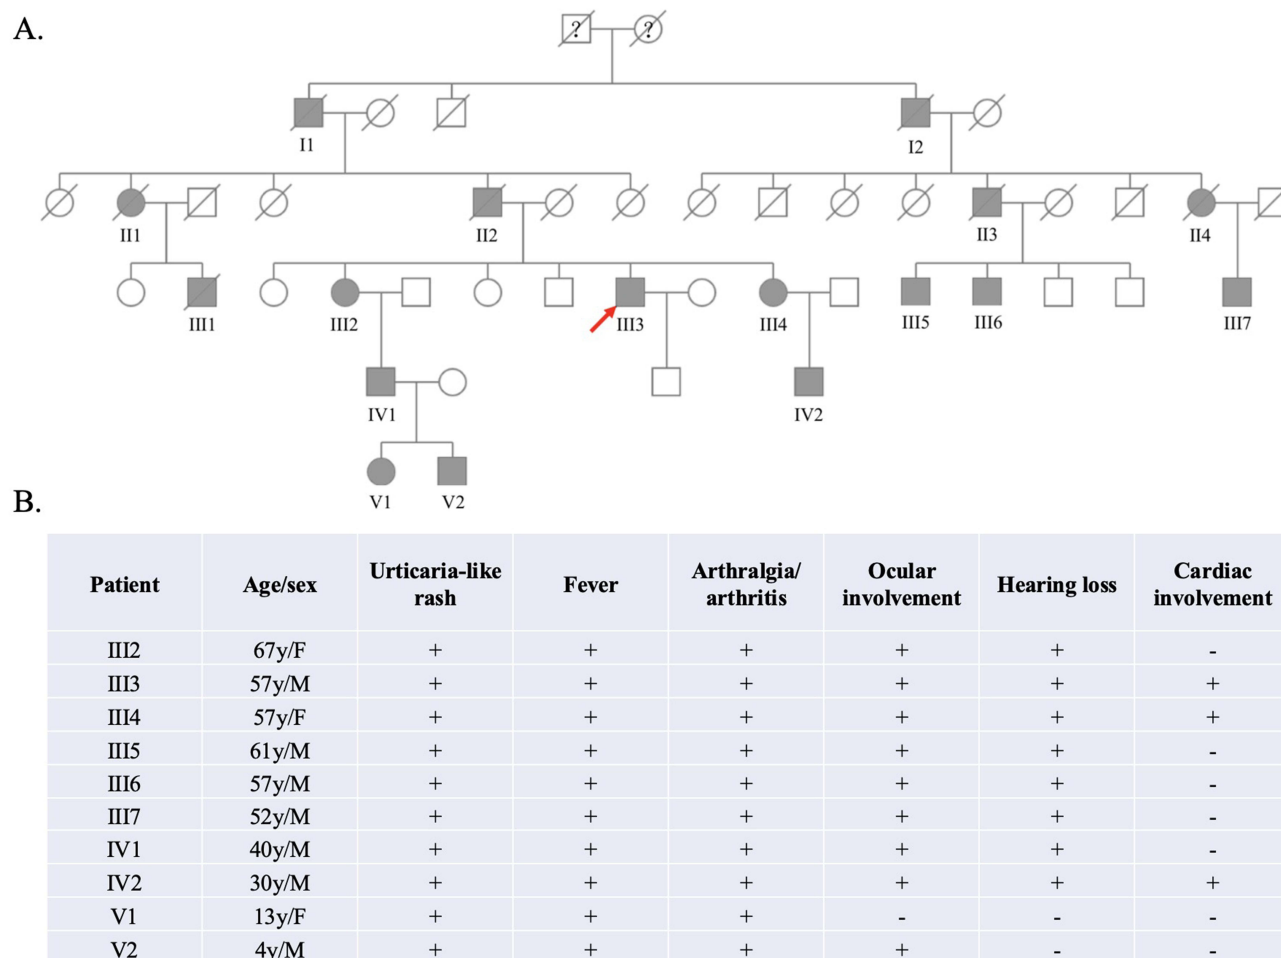 A.
? ?
I1 I2
II1 II2 II3 II4
III1 III2 III3 III4 III5 III6 III7
IV1 IV2
V1 V2
B.
Patient Age/sex Urticaria-like rash Fever Arthralgia/ arthritis Ocular involvement Hearing loss Cardiac involvement
III2 67y/F + + + + + -
III3 57y/M + + + + + +
III4 57y/F + + + + + +
III5 61y/M + + + + + -
III6 57y/M + + + + + -
III7 52y/M + + + + + -
IV1 40y/M + + + + + -
IV2 30y/M + + + + + +
V1 13y/F + + + - - -
V2 4y/M + + + + - -